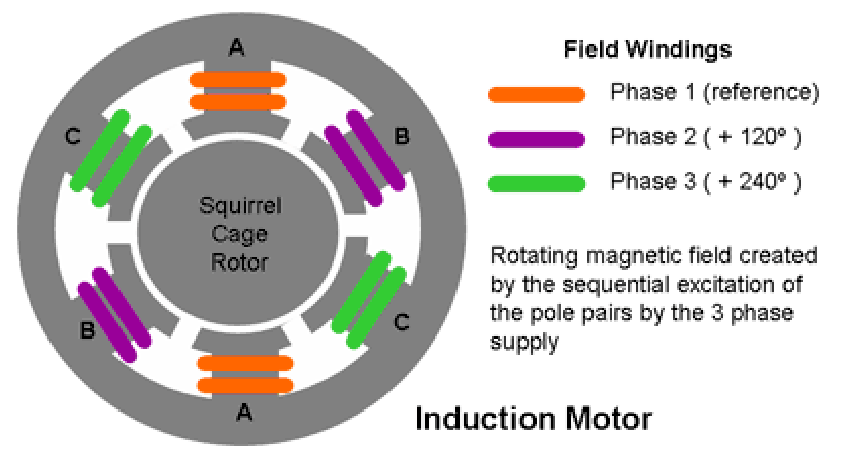 A
Field Windings
Phase 1 (reference)
C
B
Phase 2 ( + 120º )
Phase 3 ( + 240º )
Squirrel
Cage
Rotor
Rotating magnetic field created
by the sequential excitation of
the pole pairs by the 3 phase
supply
B
C
A
Induction Motor